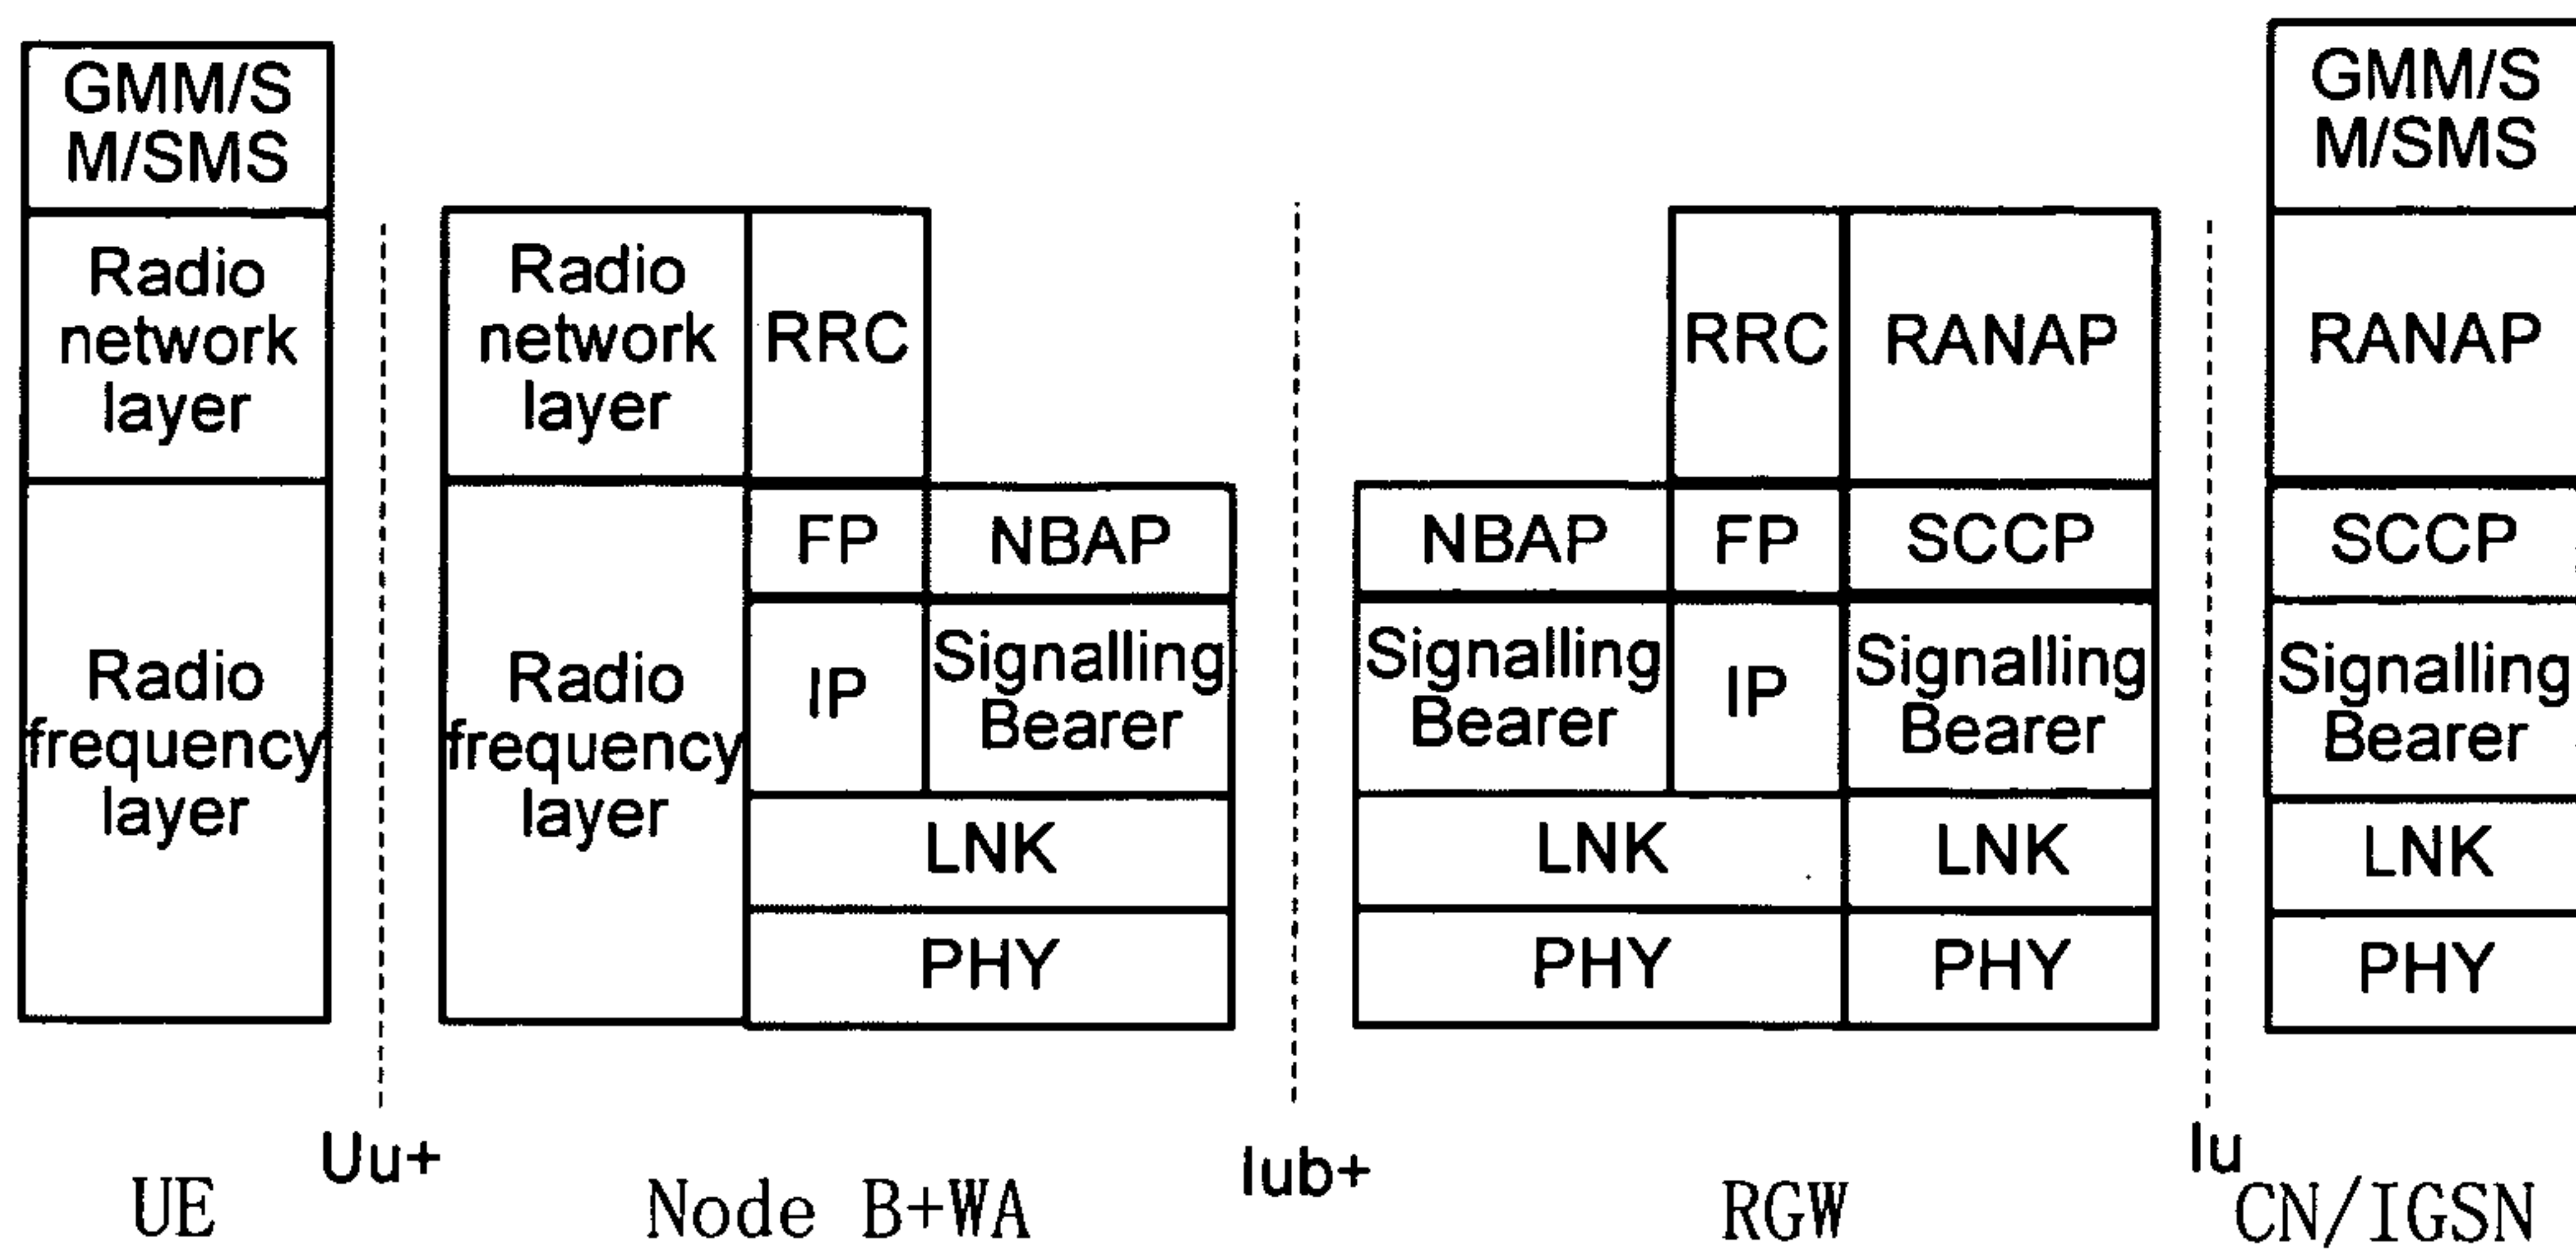 GMM/S
M/SMS
Radio
network
layer
Radio
frequency
layer
Radio
network
layer
RRC
Radio
frequency
layer
FP
NBAP
IP
Signalling
Bearer
LNK
PHY
RRC
RANAP
NBAP
FP
SCCP
Signalling
Bearer
IP
Signalling
Bearer
LNK
LNK
PHY
PHY
GMM/S
M/SMS
RANAP
SCCP
Signalling
Bearer
LNK
PHY
Uu+
Iub+
Iu
UE
Node B+WA
RGW
CN/IGSN